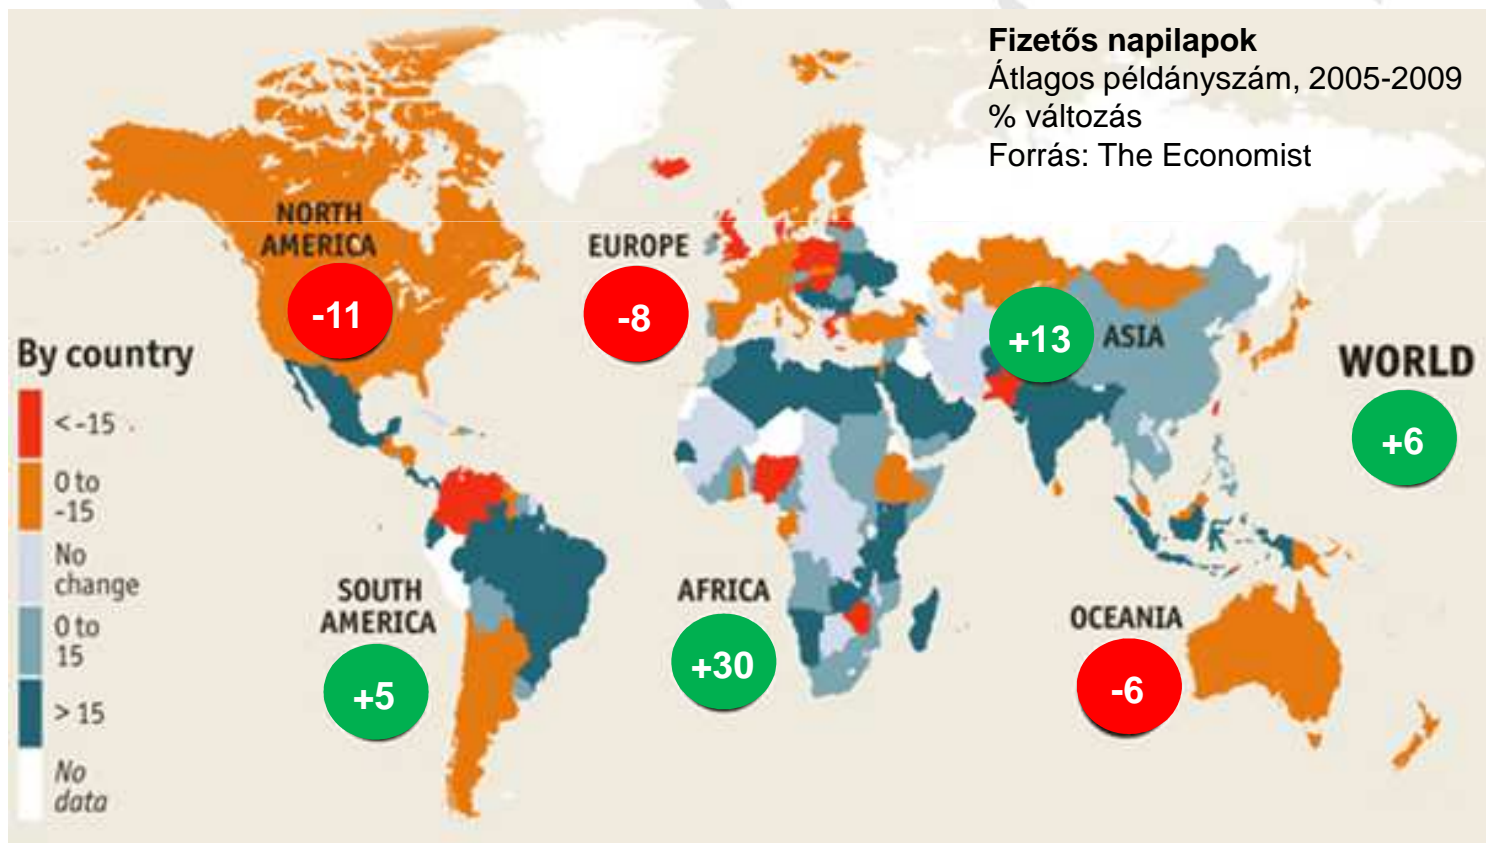 Fizetős napilapok
Átlagos példányszám, 2005-2009
% változás
Forrás: The Economist
NORTH
AMERICA
-11
EUROPE
-8
+13
ASIA
WORLD
+6
By country
< -15
0 to
-15
No
change
0 to
15
> 15
No
data
SOUTH
AMERICA
+5
AFRICA
+30
OCEANIA
-6